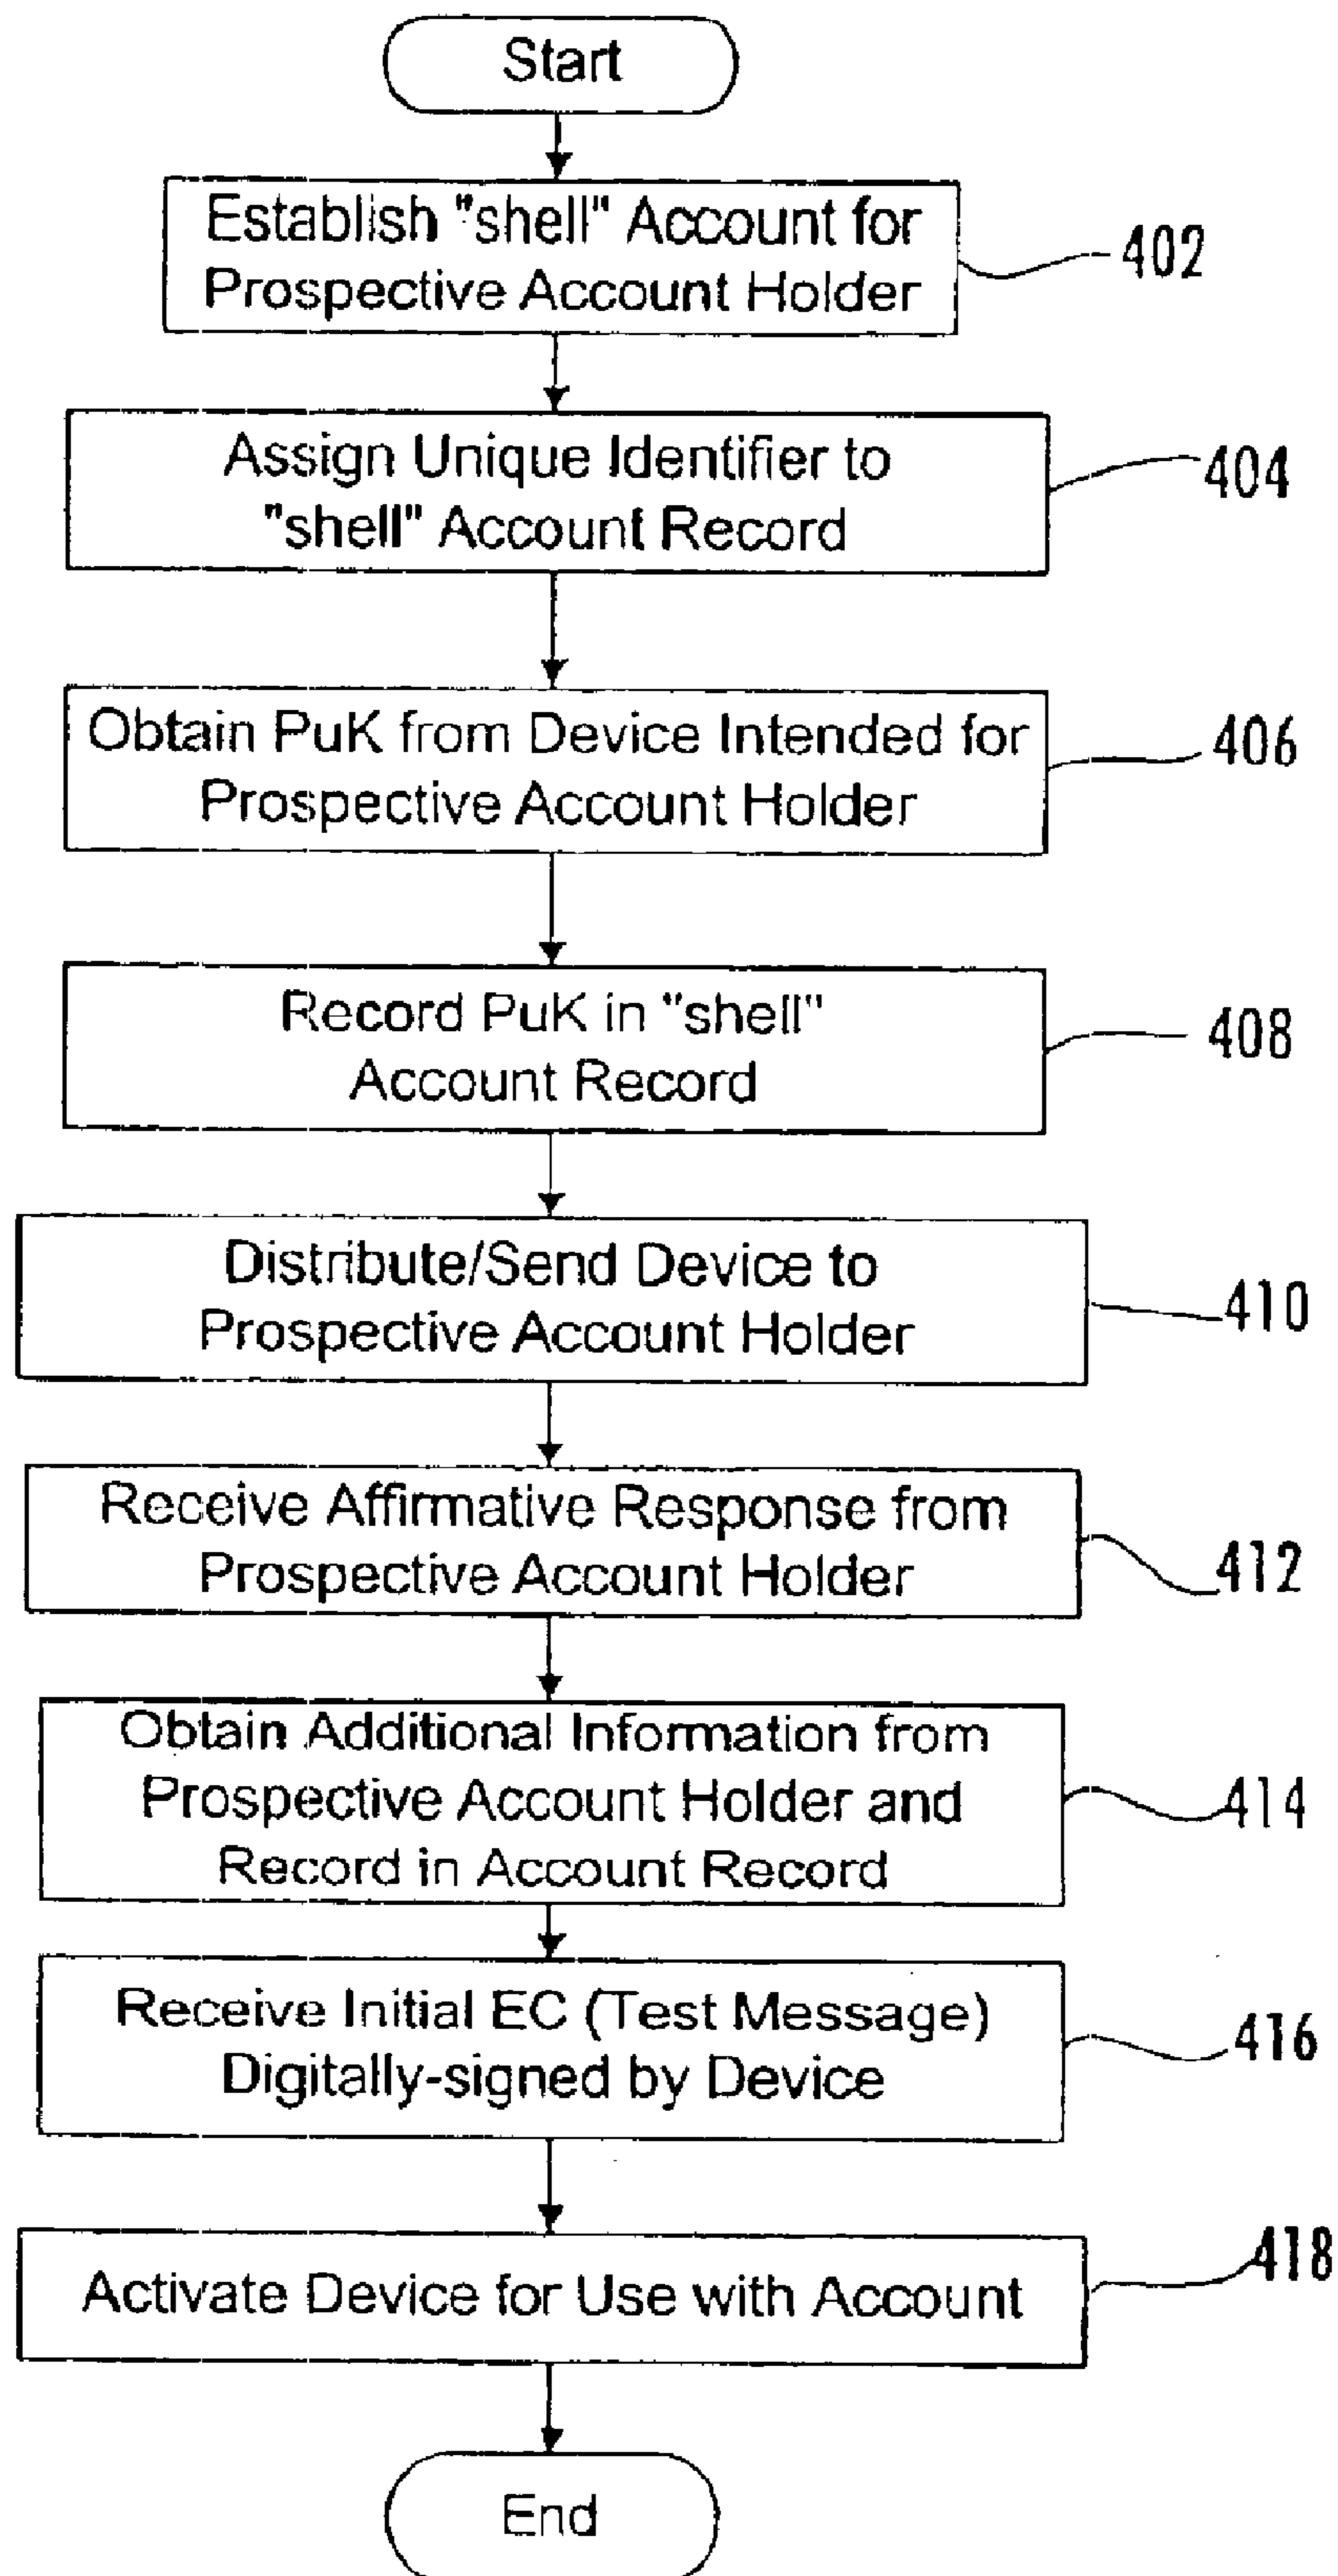 Start
Establish "shell" Account for
Prospective Account Holder
402
Assign Unique Identifier to
"shell" Account Record
404
Obtain PuK from Device Intended for
Prospective Account Holder
406
Record PuK in "shell"
Account Record
408
Distribute/Send Device to
Prospective Account Holder
410
Receive Affirmative Response from
Prospective Account Holder
412
Obtain Additional Information from
Prospective Account Holder and
Record in Account Record
414
Receive Initial EC (Test Message)
Digitally-signed by Device
416
Activate Device for Use with Account
418
End